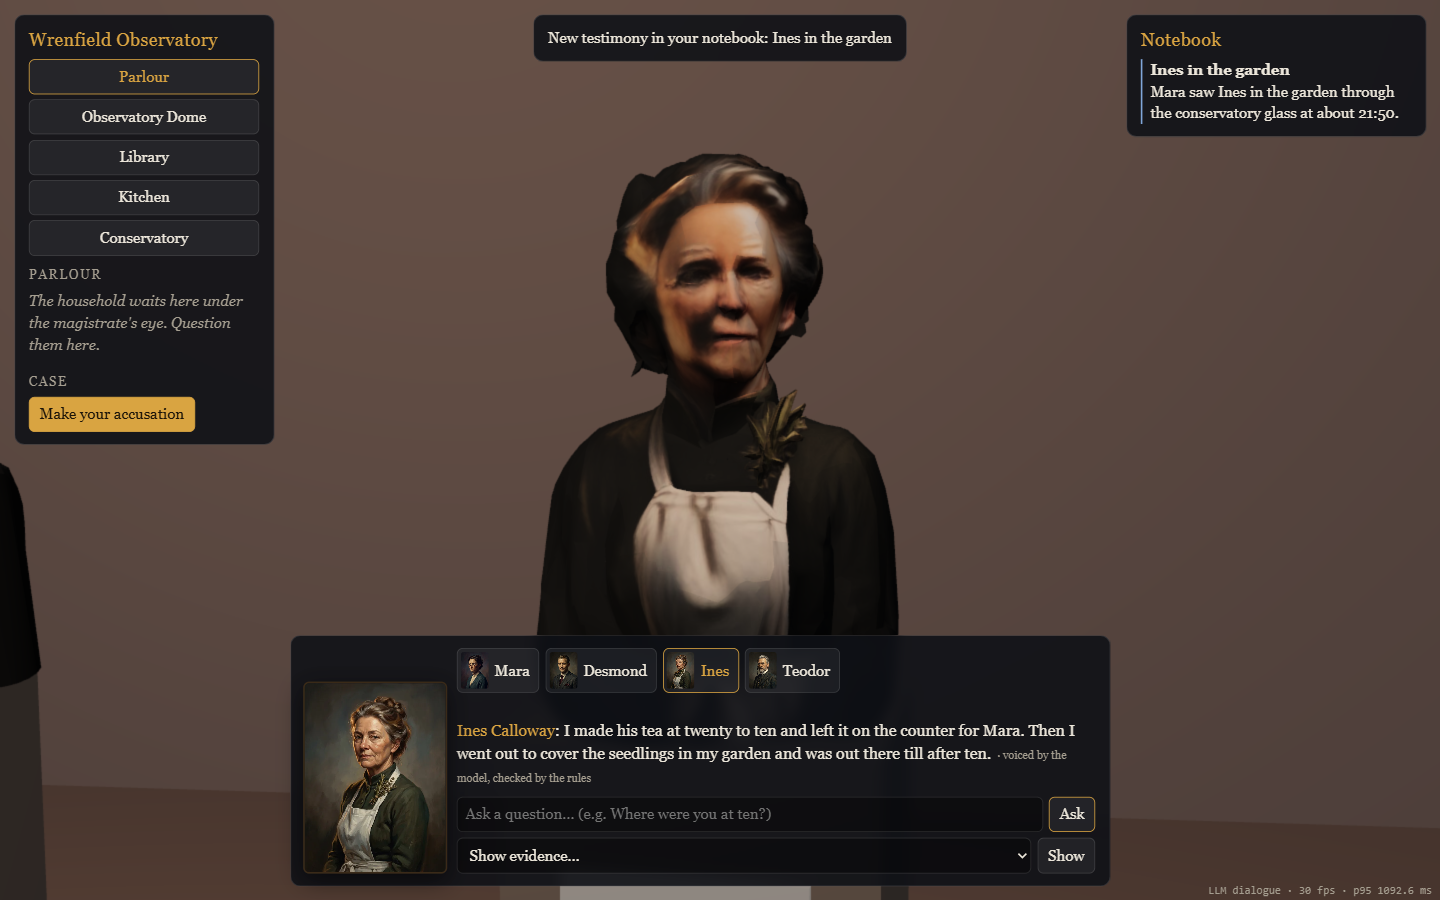 Wrenfield Observatory
Parlour
Observatory Dome
Library
Kitchen
Conservatory
PARLOUR
The household waits here under
the magistrate's eye. Question
them here.
CASE
Make your accusation
New testimony in your notebook: Ines in the garden
Notebook
Ines in the garden
Mara saw Ines in the garden through
the conservatory glass at about 21:50.
Mara
Desmond
Ines
Teodor
Ines Calloway: I made his tea at twenty to ten and left it on the counter for Mara. Then I
went out to cover the seedlings in my garden and was out there till after ten. · voiced by the
model, checked by the rules
Ask a question... (e.g. Where were you at ten?)
Ask
Show evidence...
Show
LLM dialogue · 30 fps · p95 1092.6 ms